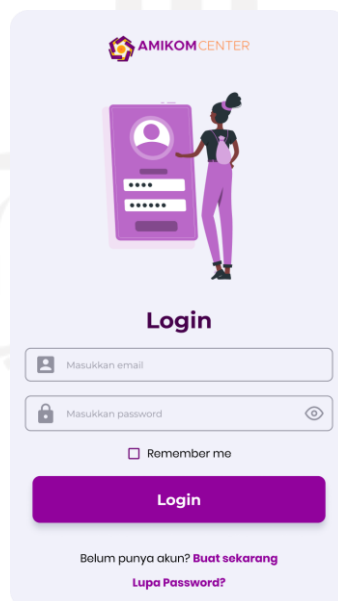 AMIKOM CENTER
Login
Masukkan email
Masukkan password
Remember me
Login
Belum punya akun? Buat sekarang
Lupa Password?